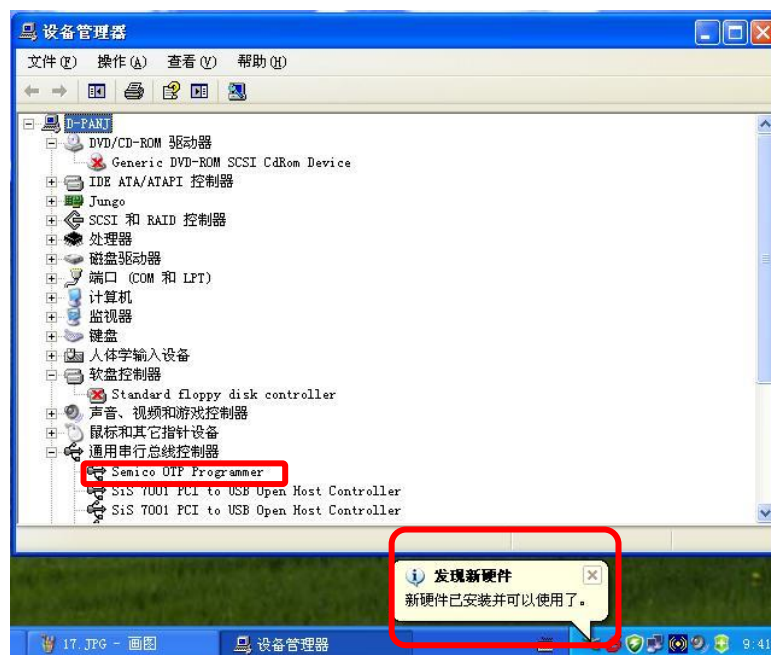 设备管理器
文件(F) 操作(A) 查看(V) 帮助(H)
D-PANJ
DVD/CD-ROM 驱动器
Generic DVD-ROM SCSI CdRom Device
IDE ATA/ATAPI 控制器
Jungo
SCSI 和 RAID 控制器
处理器
磁盘驱动器
端口 (COM 和 LPT)
计算机
监视器
键盘
人体学输入设备
软盘控制器
Standard floppy disk controller
声音、视频和游戏控制器
鼠标和其它指针设备
通用串行总线控制器
Semico OTP Programmer
SiS 7001 PCI to USB Open Host Controller
SiS 7001 PCI to USB Open Host Controller
发现新硬件
新硬件已安装并可以使用了。
17.JPG - 画图
设备管理器
9:41